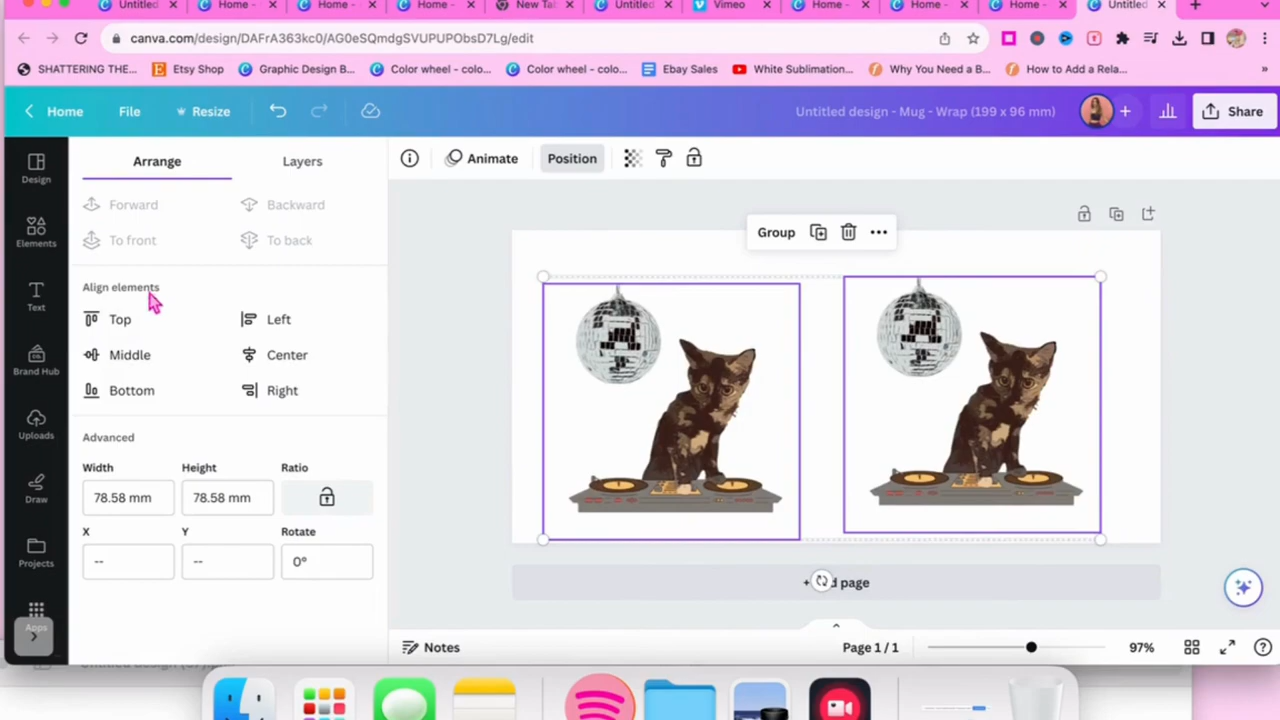 Untitled
Home -
Home -
Home -
New Tab
Untitled
Vimeo
Home -
Home -
Home -
Untitled
canva.com/design/DAFrA363kc0/AG0eSQmdgSVUPUPObsD7Lg/edit
SHATTERING THE...
Etsy Shop
Graphic Design B...
Color wheel - colo...
Color wheel - colo...
Ebay Sales
White Sublimation...
Why You Need a B...
How to Add a Rela...
»
Home
File
Resize
Untitled design - Mug - Wrap (199 x 96 mm)
Share
Design
Elements
Text
Brand Hub
Uploads
Draw
Projects
Apps
Arrange
Layers
Forward
Backward
To front
To back
Align elements
Top
Left
Middle
Center
Bottom
Right
Advanced
Width
Height
Ratio
78.58 mm
78.58 mm
X
Y
Rotate
--
--
0°
Animate
Position
Group
page
Notes
Page 1 / 1
97%